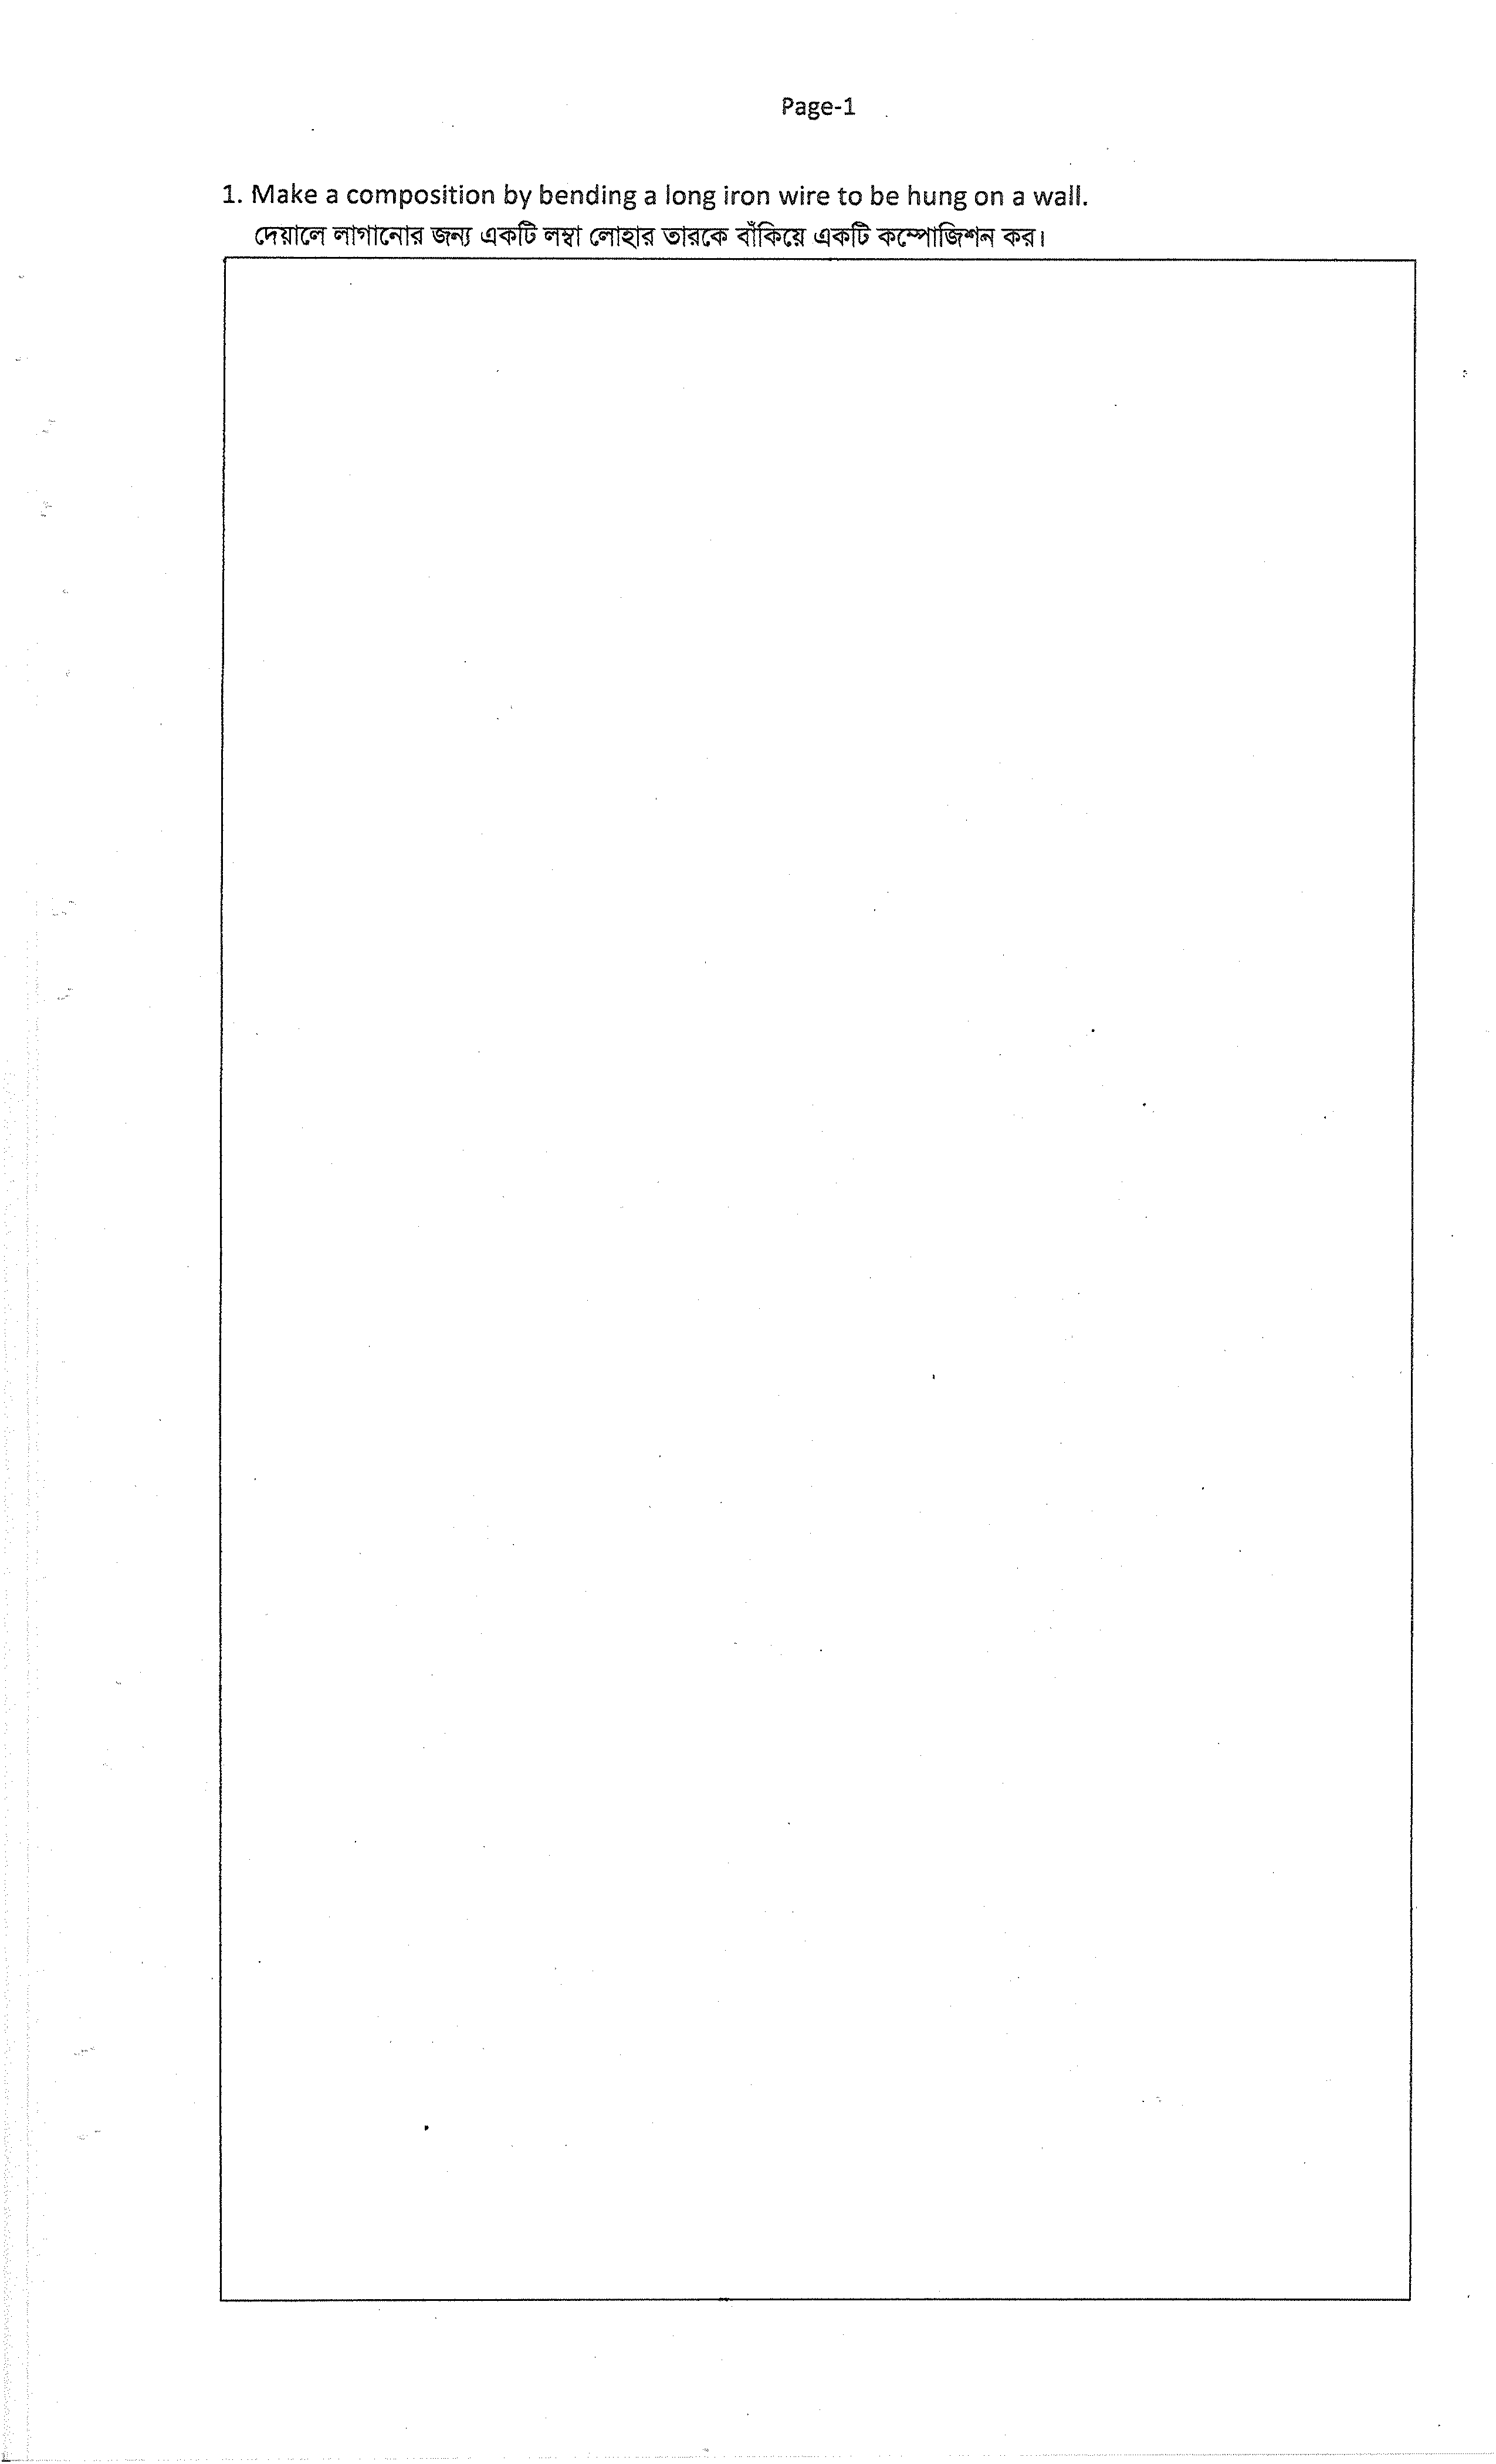 Page-1
1. Make a composition by bending a long iron wire to be hung on a wall.
দেয়ালে লাগানোর জন্য একটি লম্বা লোহার তারকে বাঁকিয়ে একটি কম্পোজিশন কর।